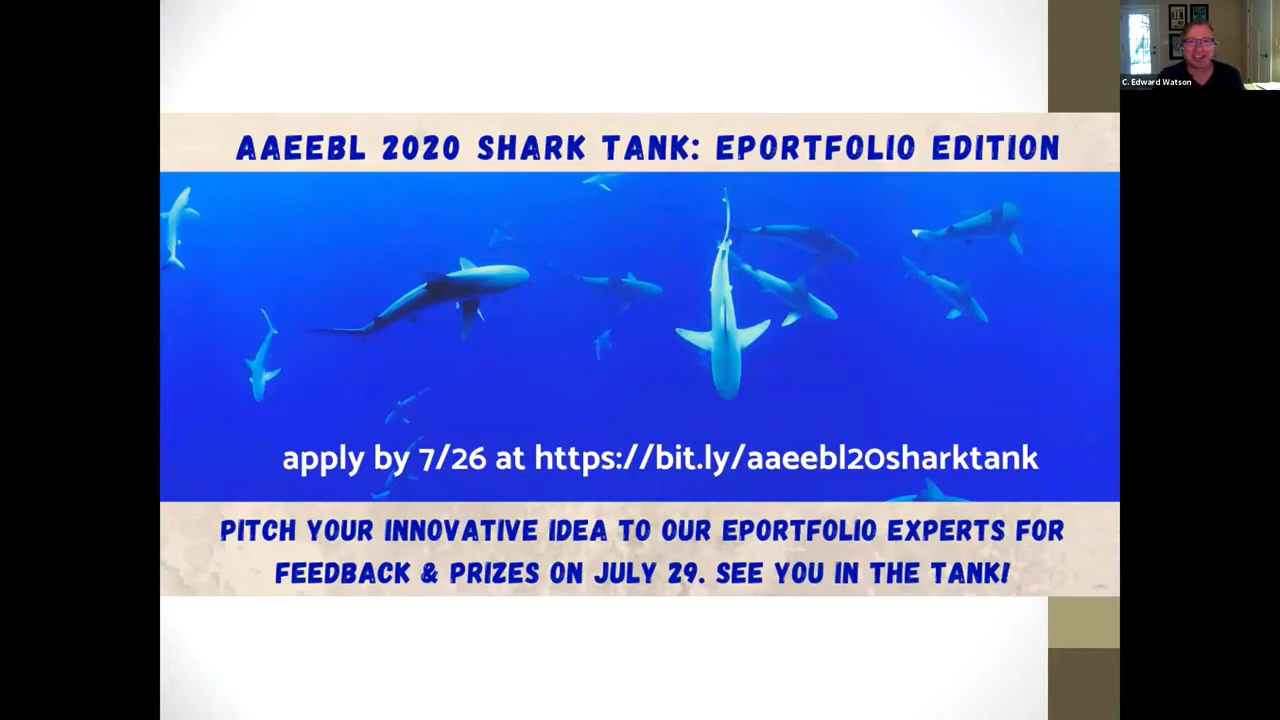 C. Edward Watson
AAEEBL 2020 SHARK TANK: EPORTFOLIO EDITION
apply by 7/26 at https://bit.ly/aaeebl20sharktank
PITCH YOUR INNOVATIVE IDEA TO OUR EPORTFOLIO EXPERTS FOR
FEEDBACK & PRIZES ON JULY 29. SEE YOU IN THE TANK!